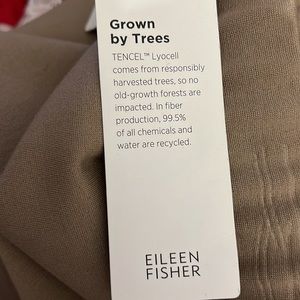 Grown
by Trees
TENCEL™ Lyocell
comes from responsibly
harvested trees, so no
old-growth forests are
impacted. In fiber
production, 99.5%
of all chemicals and
water are recycled.
EILEEN
FISHER